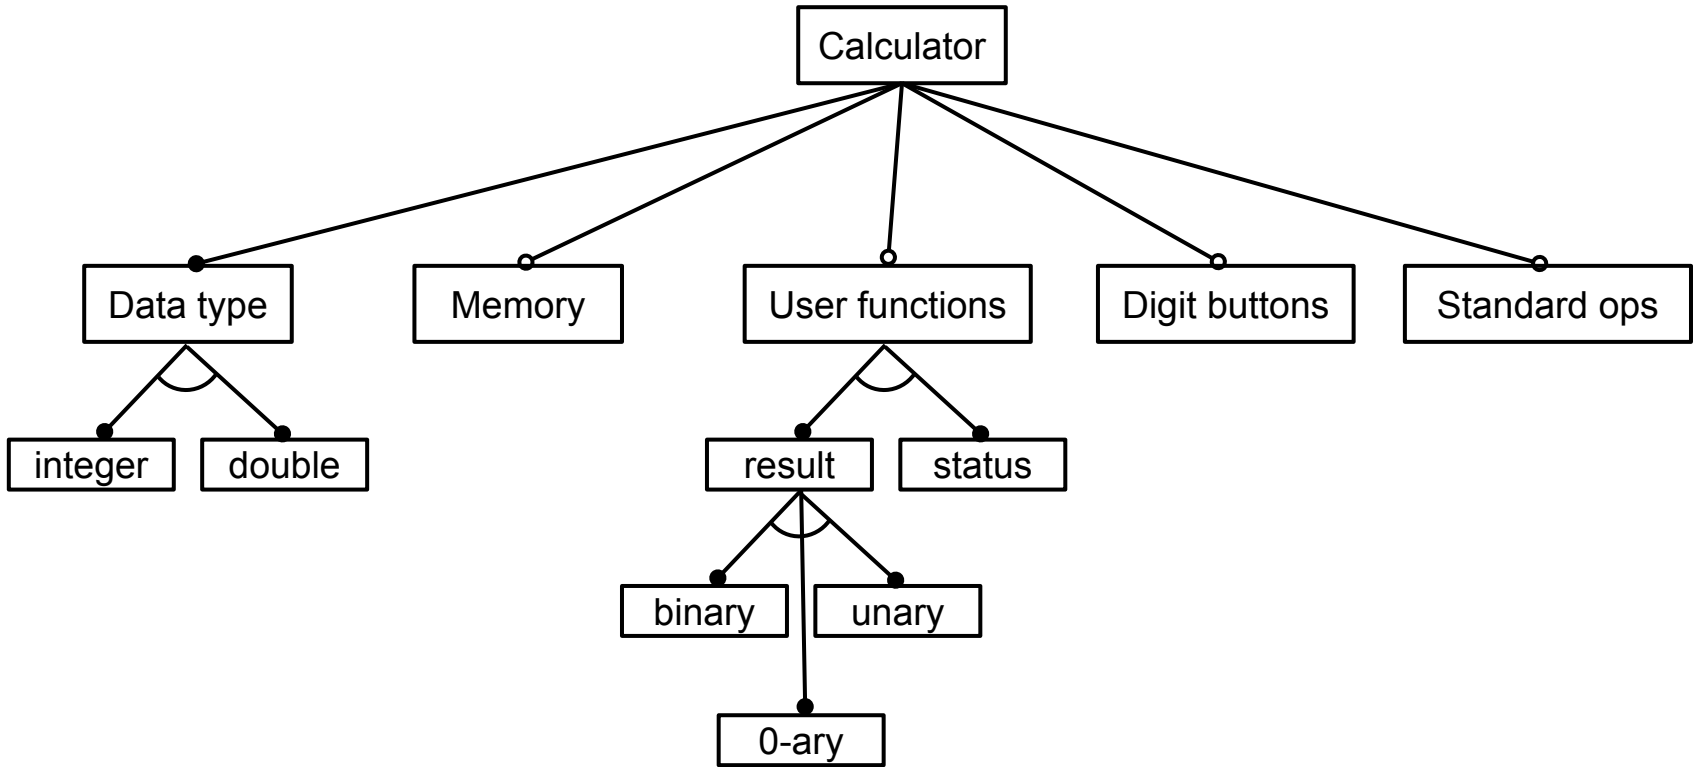 Calculator
Data type
Memory
User functions
Digit buttons
Standard ops
integer
double
result
status
binary
unary
0-ary